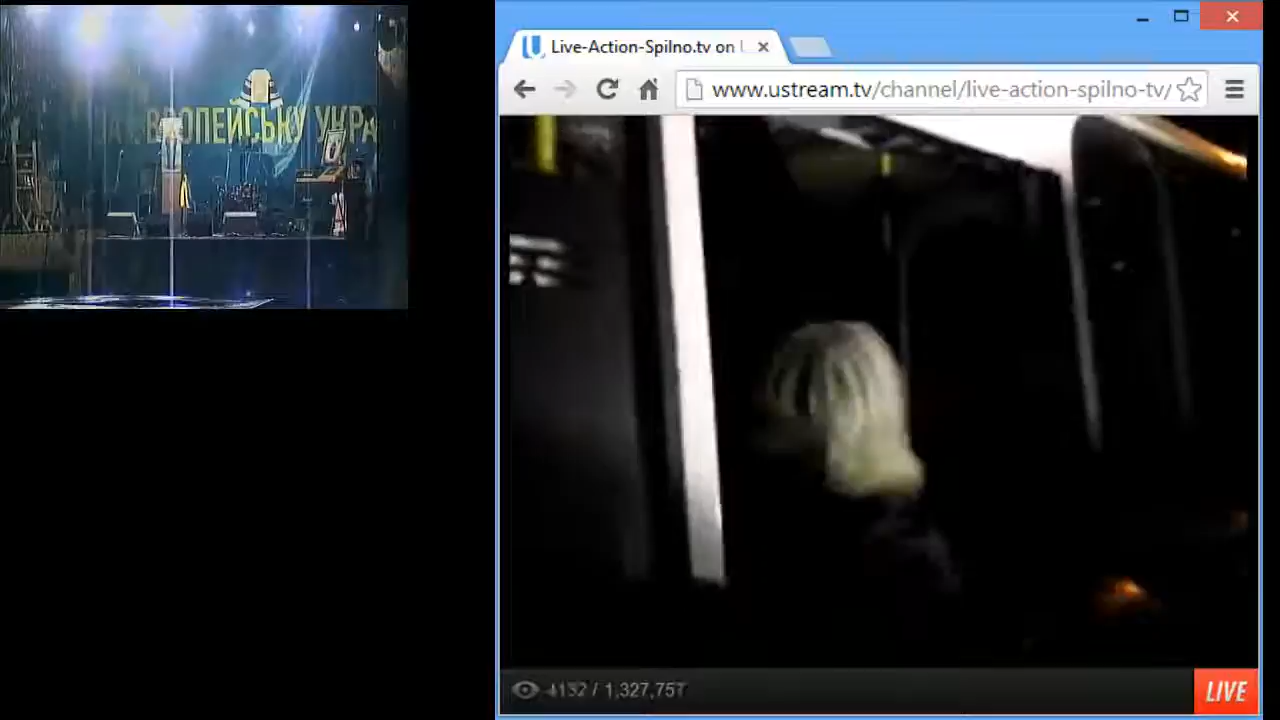 ЄВРОПЕЙСЬКУ УКРА
Live-Action-Spilno.tv on
www.ustream.tv/channel/live-action-spilno-tv/
4132 / 1,327,757
LIVE